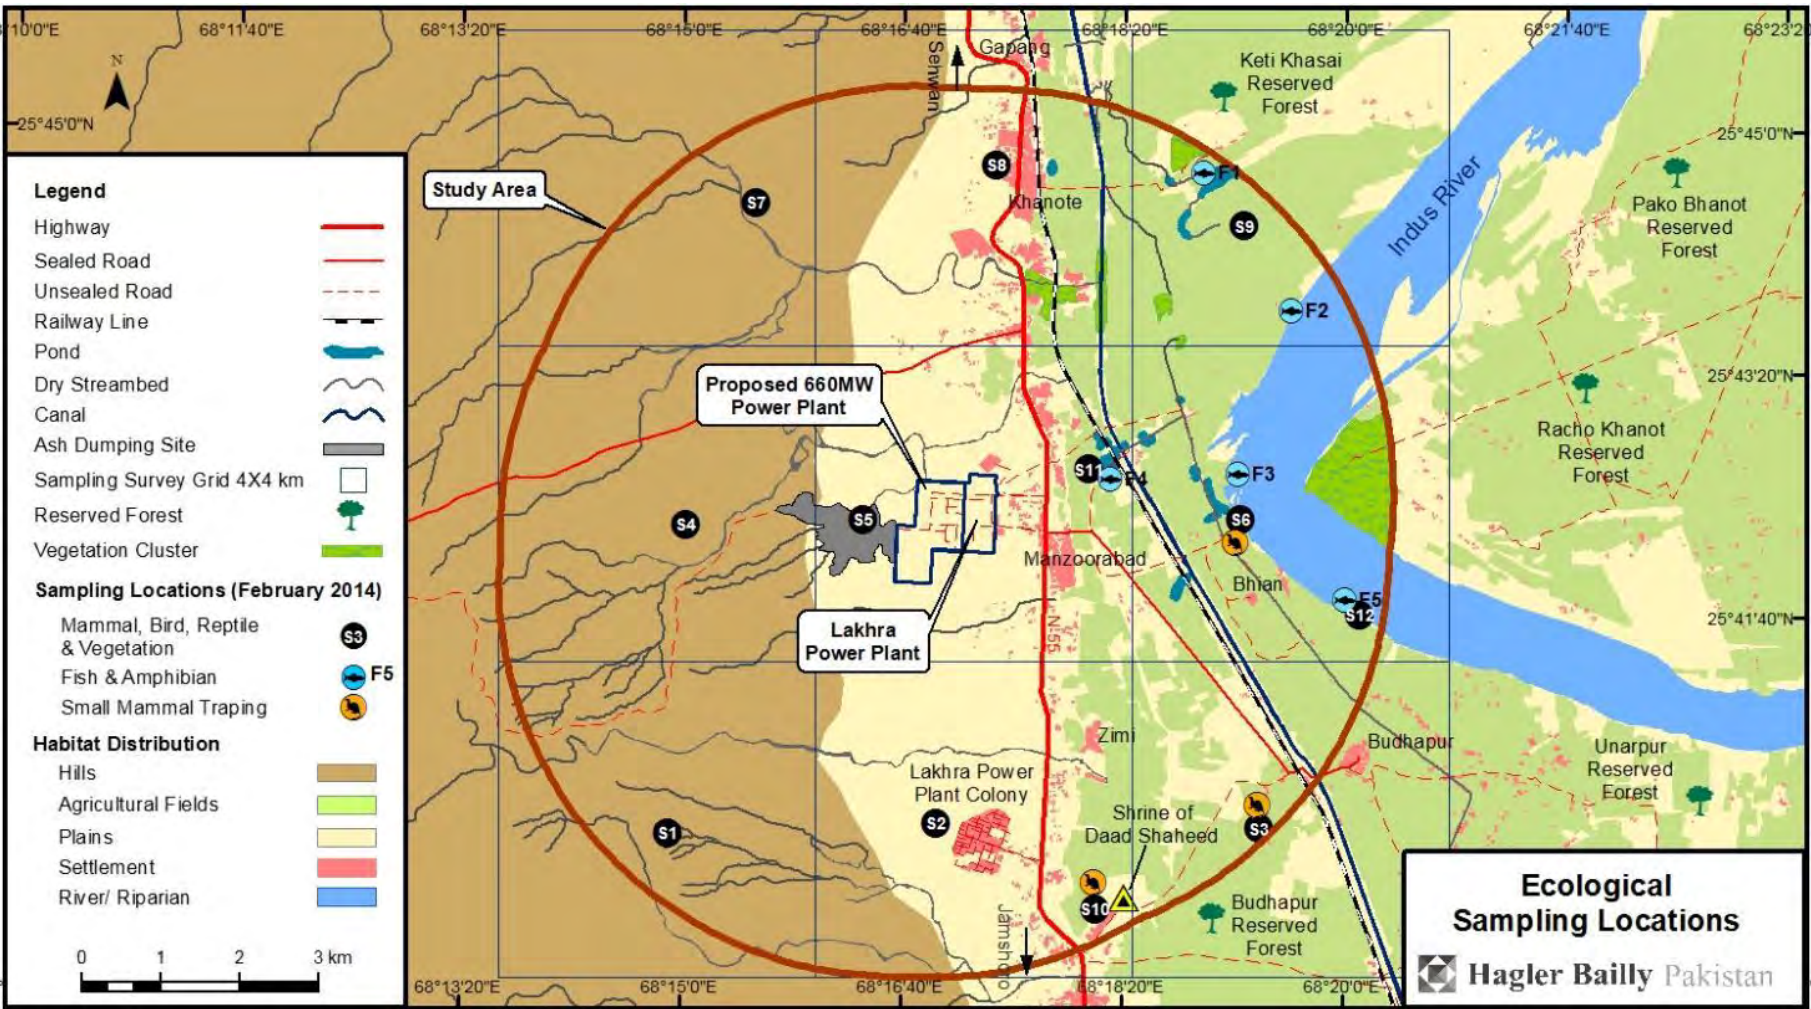 68°11'40"E
68°13'20"E
68°15'0"E
68°16'40"E
68°18'20"E
68°20'0"E
68°21'40"E
25°45'0"N
25°45'0"N
25°43'20"N
25°41'40"N
N
Sehwan
Gapang
Keti Khasai
Reserved
Forest
Indus River
Pako Bhanot
Reserved
Forest
Study Area
S7
S8
Khanote
F1
S9
F2
Racho Khanot
Reserved
Forest
Proposed 660MW
Power Plant
S4
S5
S11
F4
F3
S6
Manzoorabad
Bhian
F5
S12
Lakhra
Power Plant
N-55
Zimi
Budhapur
Unarpur
Reserved
Forest
Lakhra Power
Plant Colony
S1
S2
Shrine of
Daad Shaheed
S3
S10
Budhapur
Reserved
Forest
Jamshoro
68°13'20"E
68°15'0"E
68°16'40"E
68°18'20"E
68°20'0"E
Legend
Highway
Sealed Road
Unsealed Road
Railway Line
Pond
Dry Streambed
Canal
Ash Dumping Site
Sampling Survey Grid 4X4 km
Reserved Forest
Vegetation Cluster
Sampling Locations (February 2014)
Mammal, Bird, Reptile
& Vegetation
S3
Fish & Amphibian
F5
Small Mammal Traping
Habitat Distribution
Hills
Agricultural Fields
Plains
Settlement
River/ Riparian
0 1 2 3 km
Ecological
Sampling Locations
Hagler Bailly Pakistan